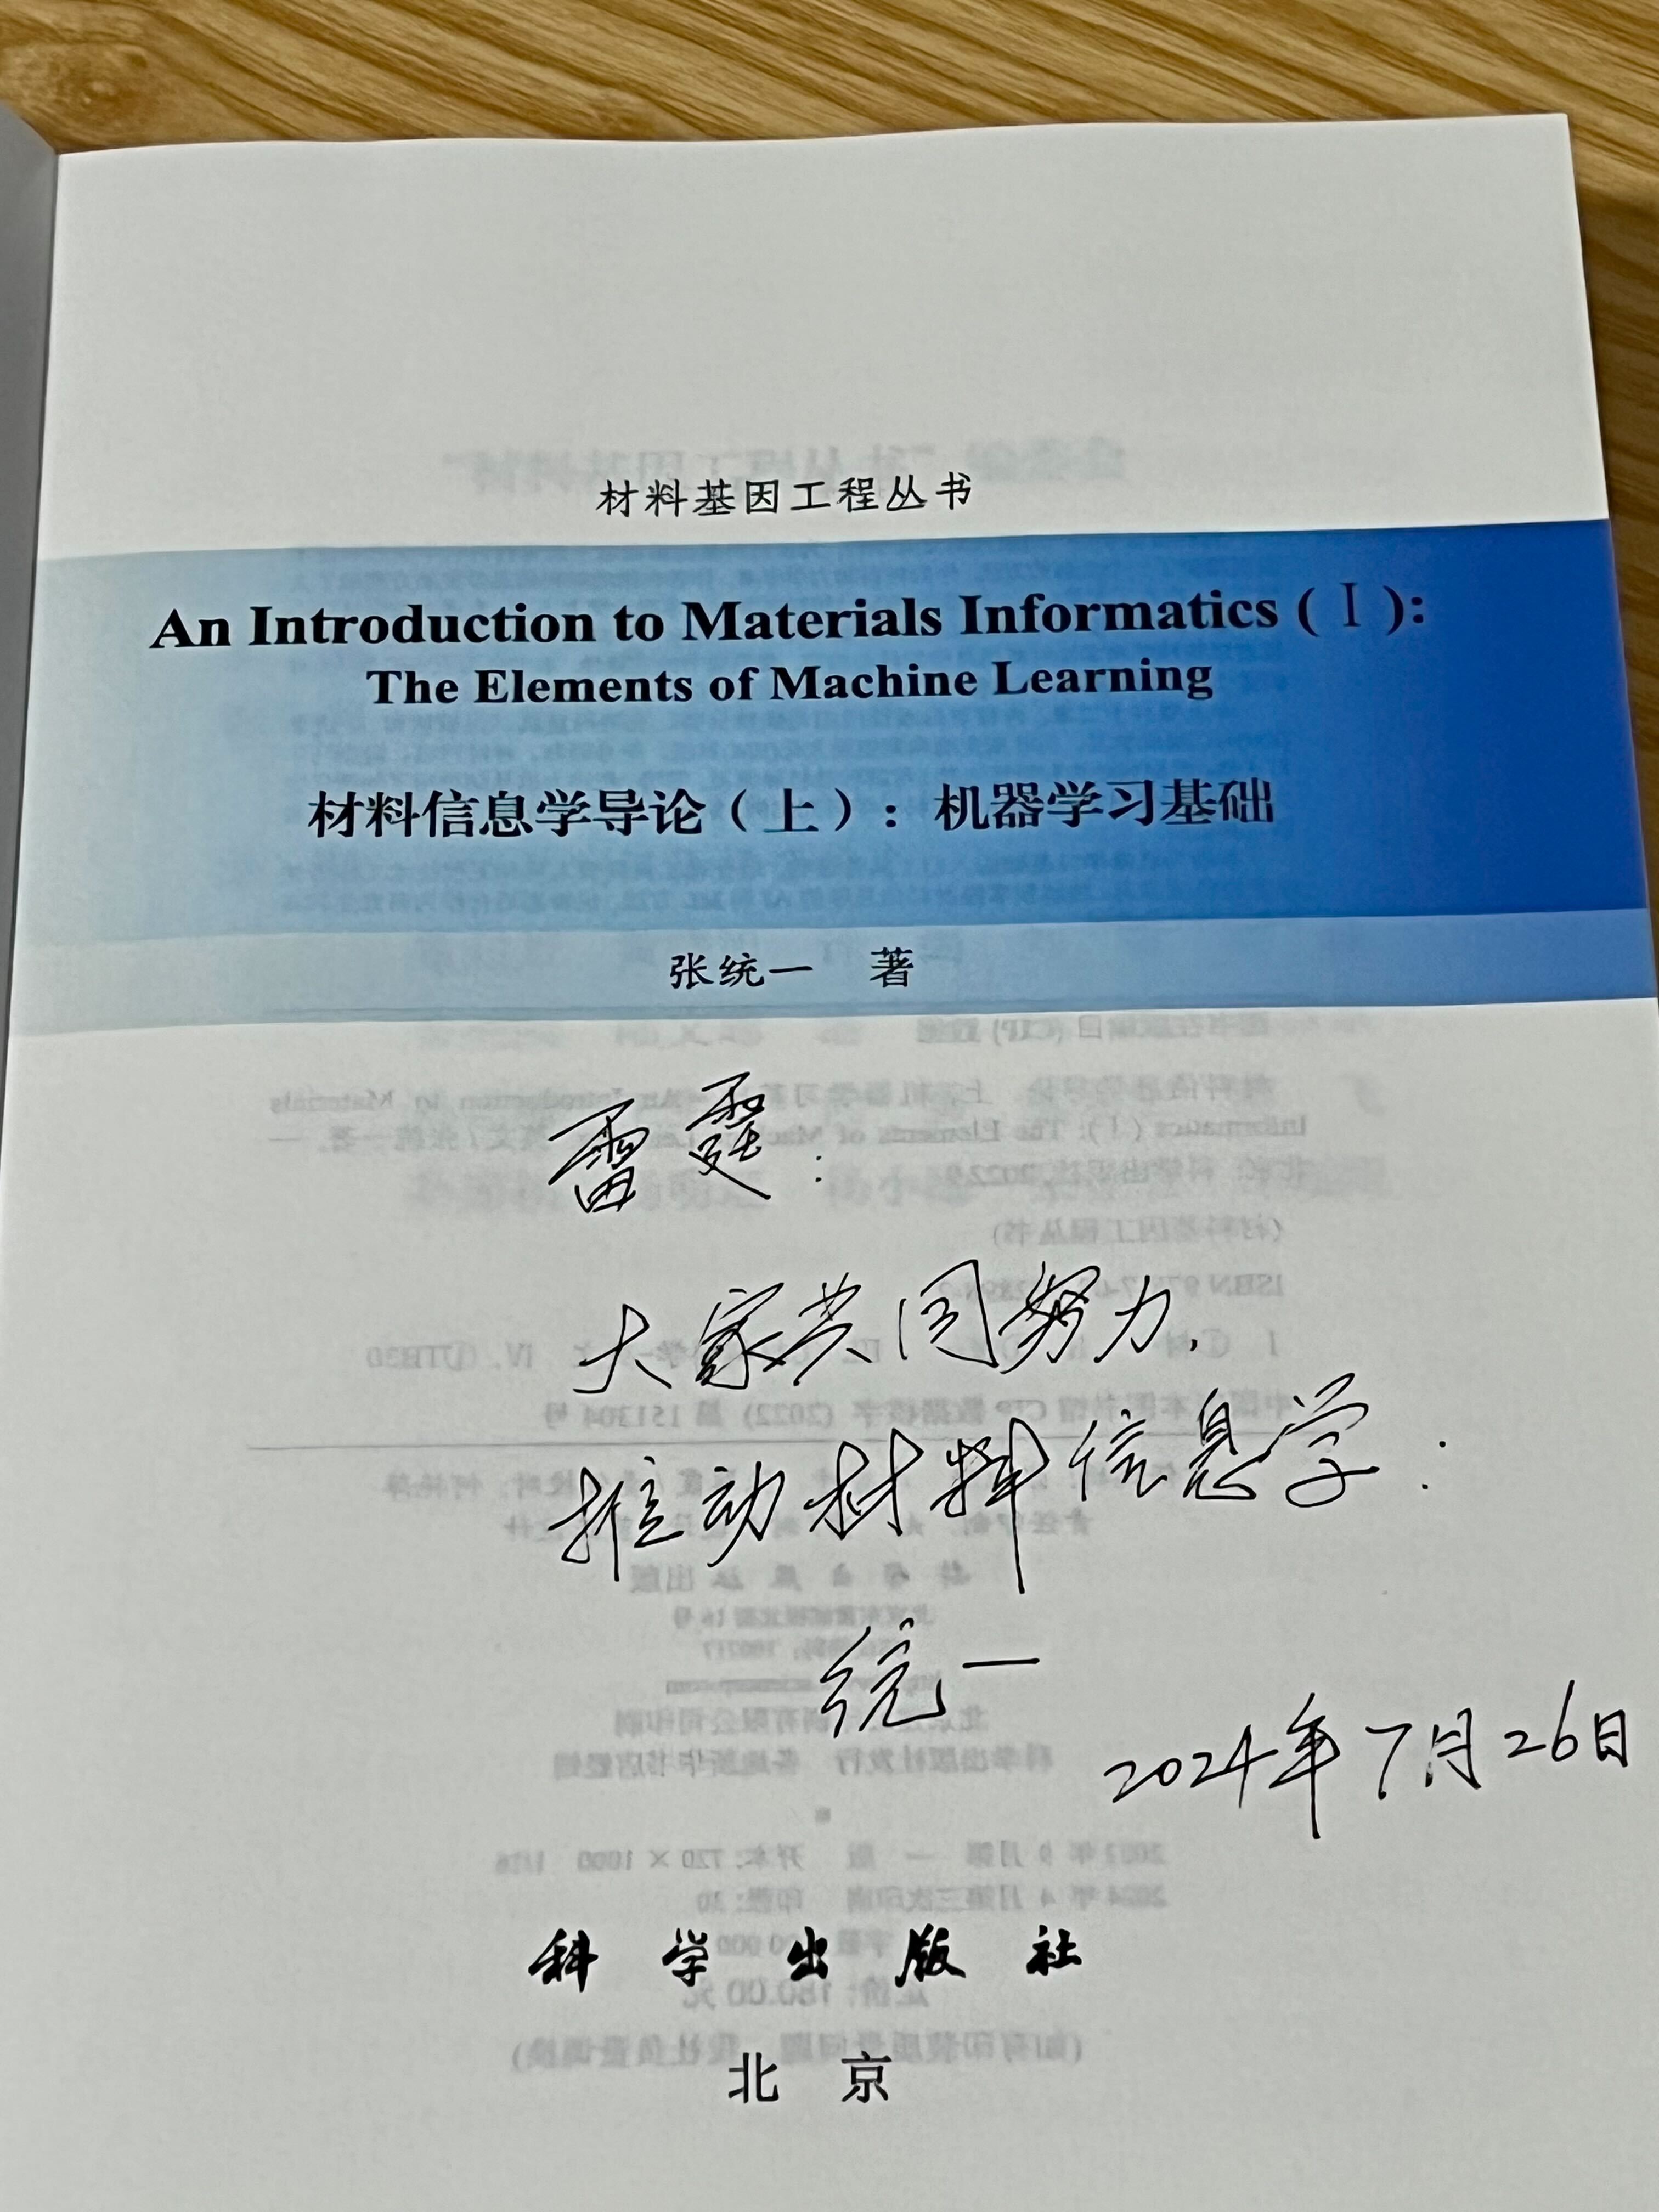 材料基因工程丛书
An Introduction to Materials Informatics (Ⅰ):
The Elements of Machine Learning
材料信息学导论（上）：机器学习基础
张统一 著
雷霆：
大家共同努力，
推动材料信息学.
统一
2024年7月26日
科学出版社
北京